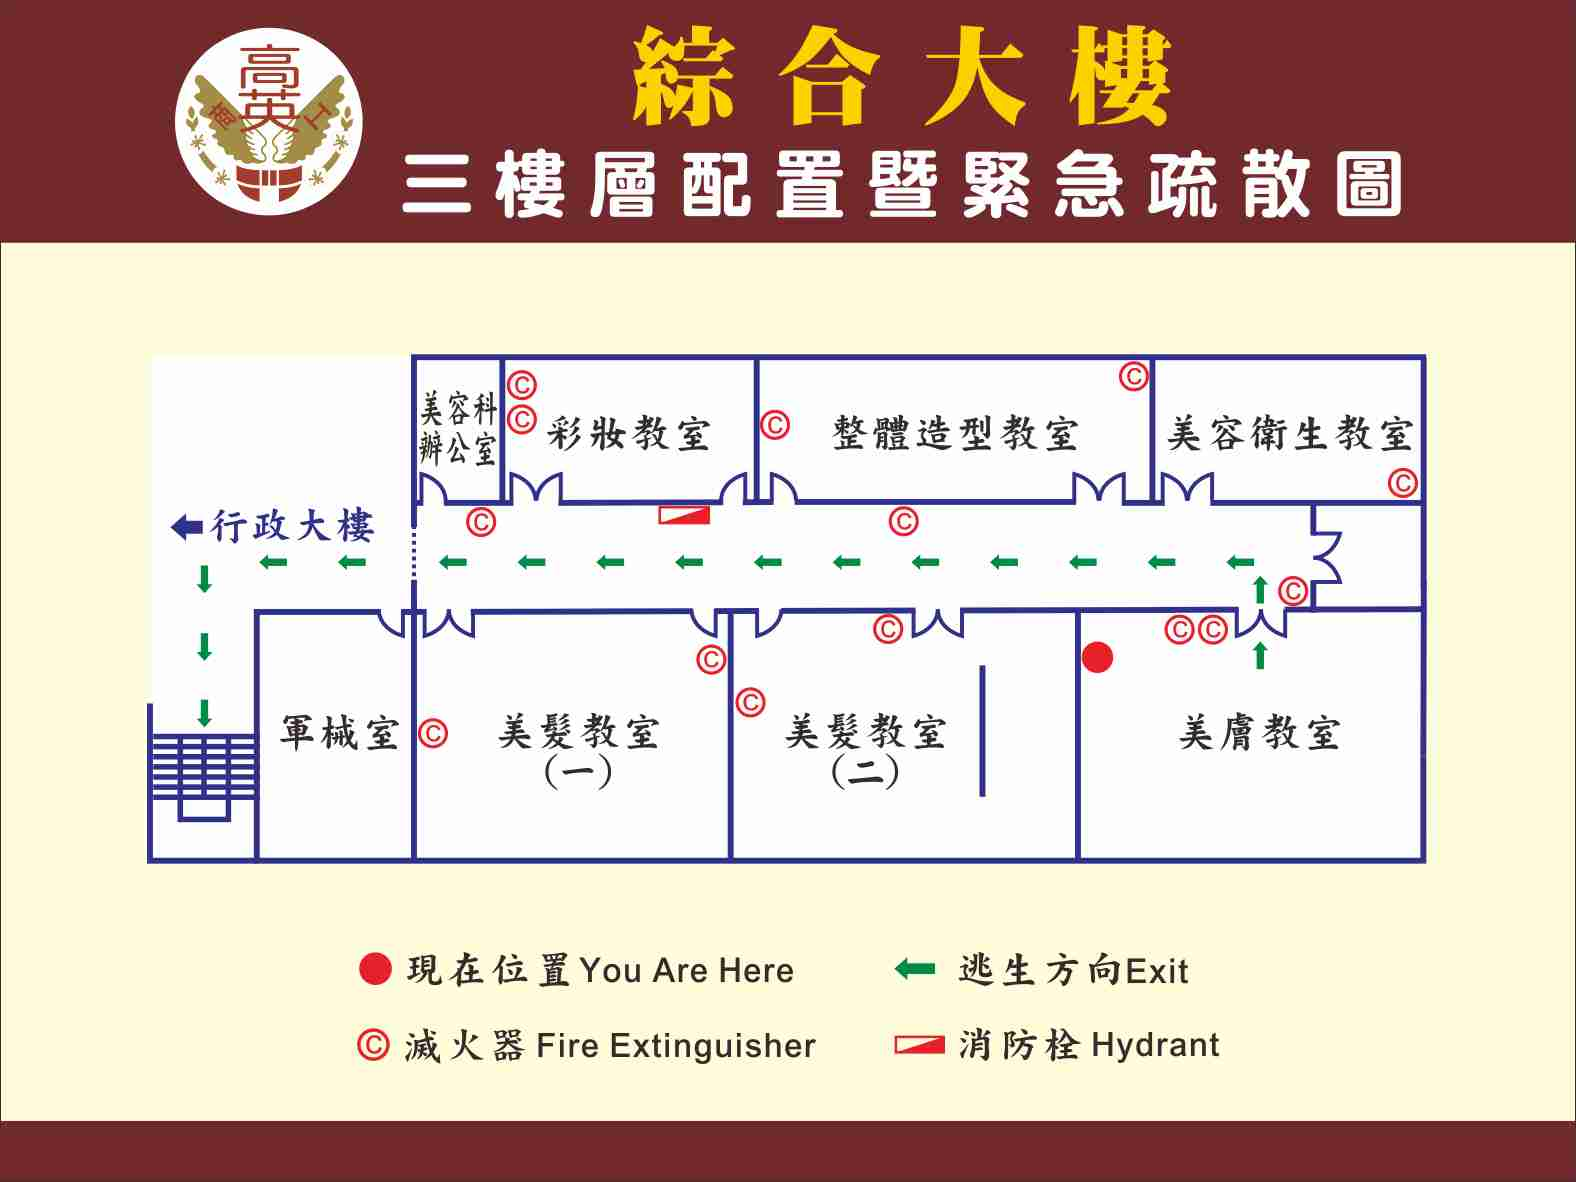 高英
商工
綜合大樓
三樓層配置暨緊急疏散圖
美容科
辦公室
彩妝教室
整體造型教室
美容衛生教室
行政大樓
軍械室
美髮教室
(一)
美髮教室
(二)
美膚教室
現在位置You Are Here
逃生方向Exit
滅火器 Fire Extinguisher
消防栓 Hydrant